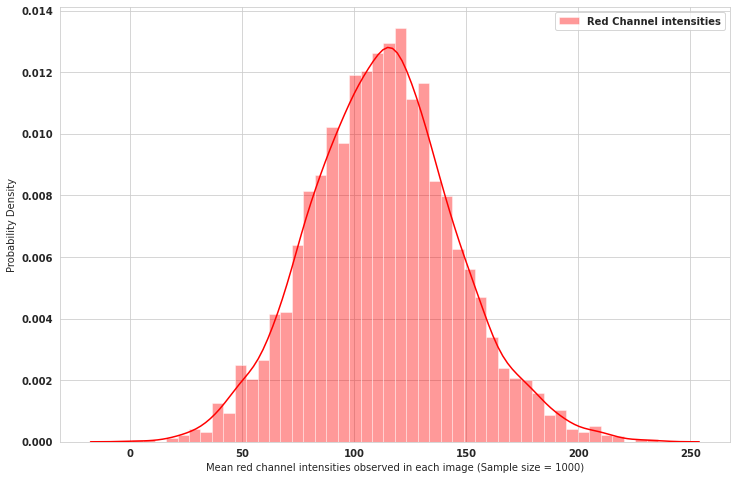 0.014
Red Channel intensities
0.012
0.010
0.008
0.006
0.004
0.002
0.000
Probability Density
0 50 100 150 200 250
Mean red channel intensities observed in each image (Sample size = 1000)